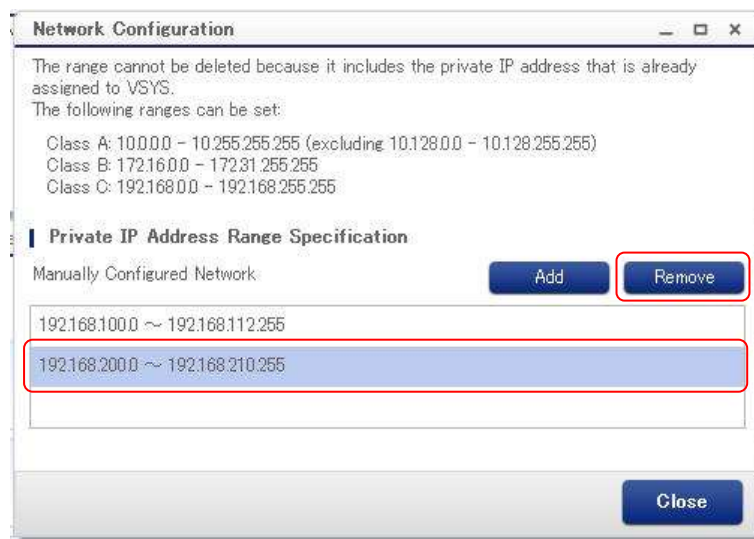 Network Configuration
The range cannot be deleted because it includes the private IP address that is already
assigned to VSYS.
The following ranges can be set:
Class A: 10.0.0.0 - 10.255.255.255 (excluding 10.128.0.0 - 10.128.255.255)
Class B: 172.16.0.0 - 172.31.255.255
Class C: 192.168.0.0 - 192.168.255.255
Private IP Address Range Specification
Manually Configured Network
Add
Remove
192.168.100.0 ～ 192.168.112.255
192.168.200.0 ～ 192.168.210.255
Close